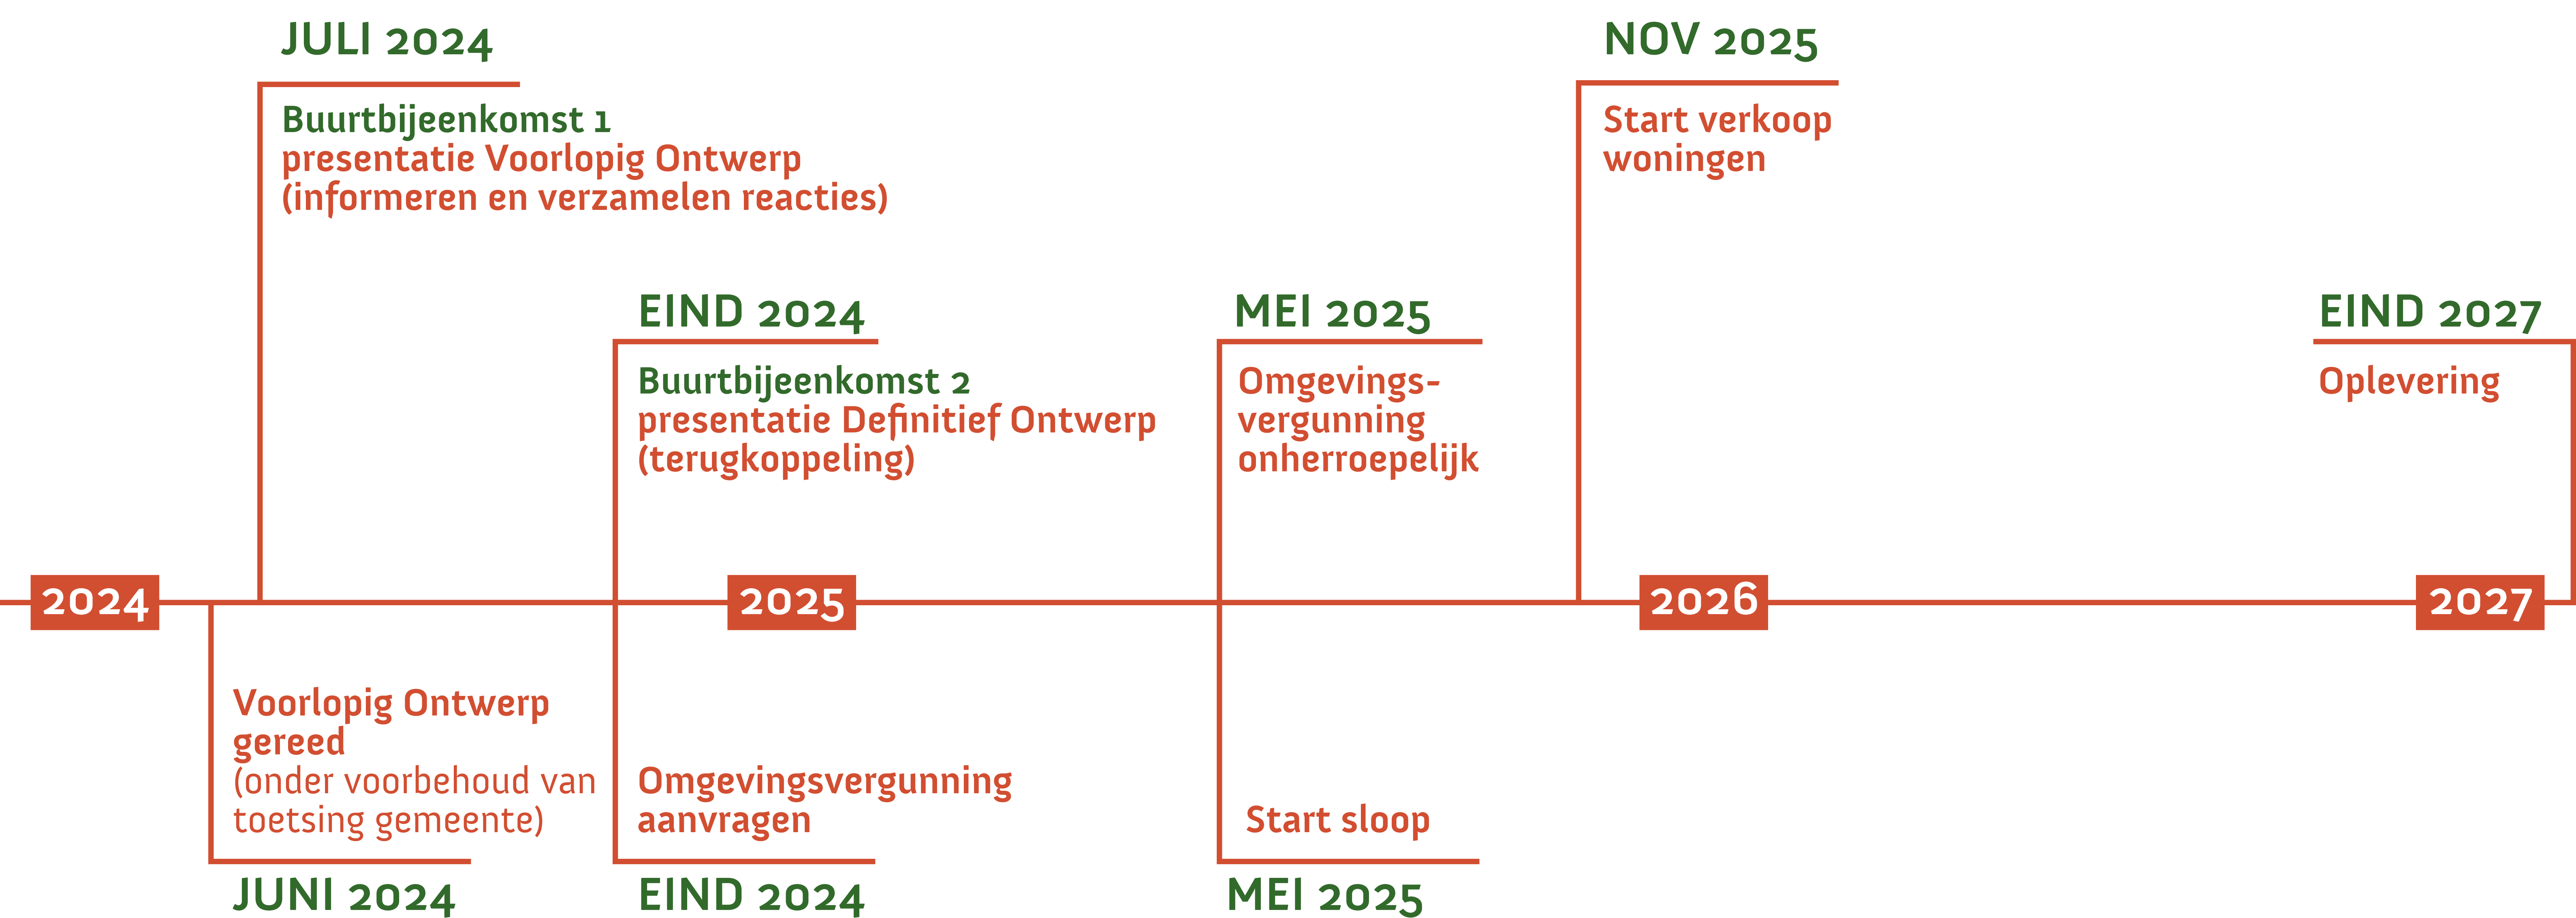 JULI 2024
Buurtbijeenkomst 1
presentatie Voorlopig Ontwerp
(informeren en verzamelen reacties)
NOV 2025
Start verkoop
woningen
EIND 2024
Buurtbijeenkomst 2
presentatie Definitief Ontwerp
(terugkoppeling)
MEI 2025
Omgevings-
vergunning
onherroepelijk
EIND 2027
Oplevering
2024
2025
2026
2027
Voorlopig Ontwerp
gereed
(onder voorbehoud van
toetsing gemeente)
JUNI 2024
Omgevingsvergunning
aanvragen
EIND 2024
Start sloop
MEI 2025